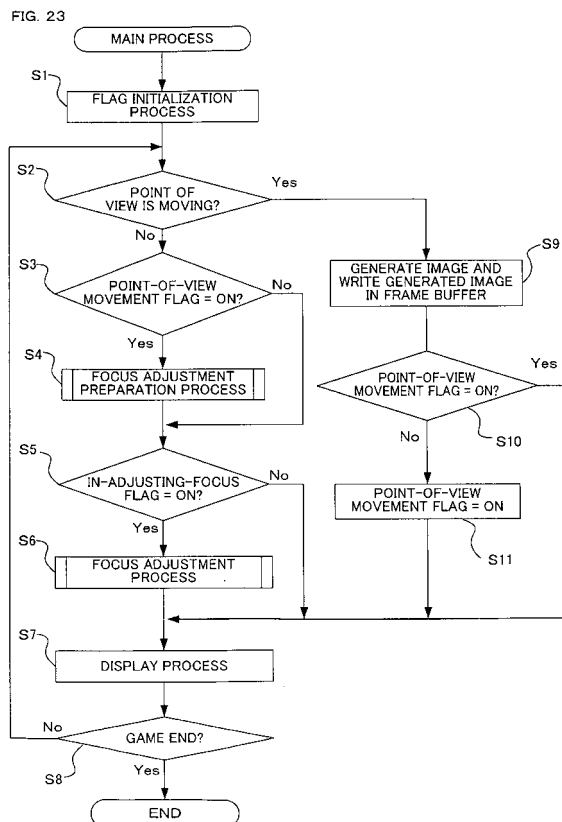 FIG. 23
MAIN PROCESS
S1
FLAG INITIALIZATION
PROCESS
S2
POINT OF
VIEW IS MOVING?
Yes
No
S3
POINT-OF-VIEW
MOVEMENT FLAG = ON?
No
Yes
S4
FOCUS ADJUSTMENT
PREPARATION PROCESS
S5
IN-ADJUSTING-FOCUS
FLAG = ON?
No
Yes
S6
FOCUS ADJUSTMENT
PROCESS
S7
DISPLAY PROCESS
No
GAME END?
S8
Yes
END
S9
GENERATE IMAGE AND
WRITE GENERATED IMAGE
IN FRAME BUFFER
POINT-OF-VIEW
MOVEMENT FLAG = ON?
Yes
S10
No
POINT-OF-VIEW
MOVEMENT FLAG = ON
S11